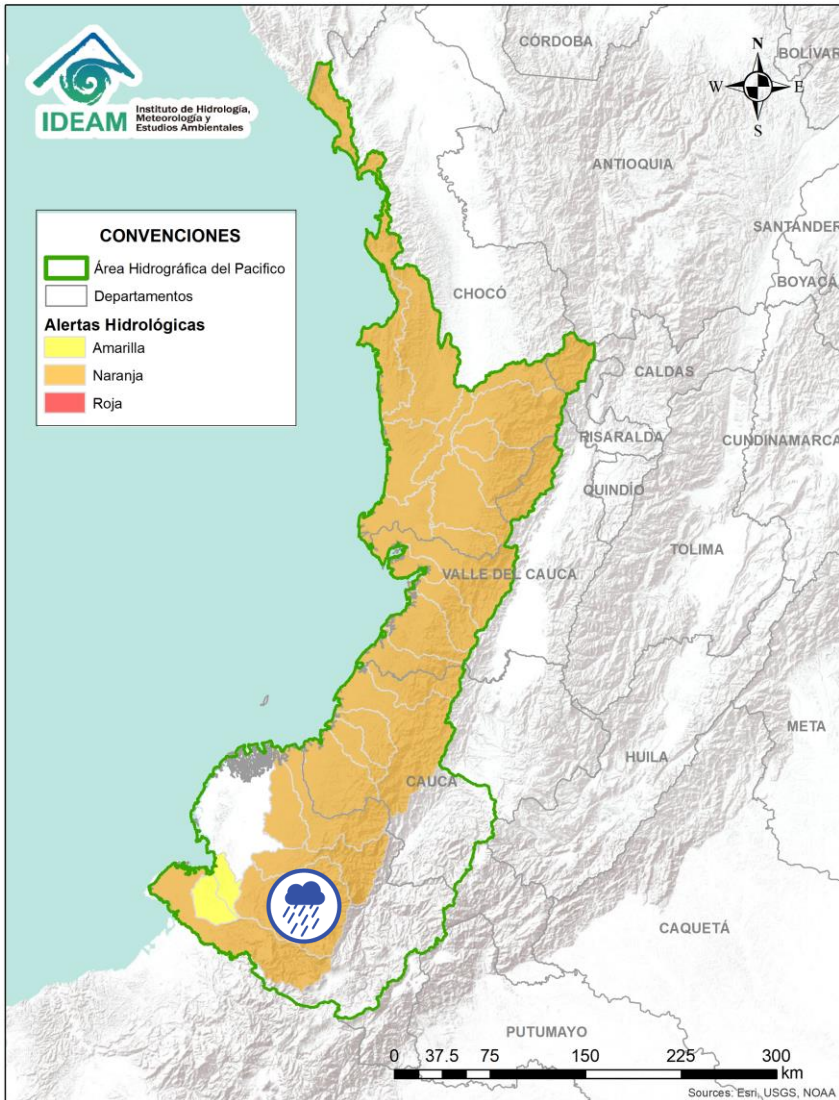 IDEAM
Instituto de Hidrología,
Meteorología y
Estudios Ambientales
N
W E
S
CONVENCIONES
Área Hidrográfica del Pacifico
Departamentos
Alertas Hidrológicas
Amarilla
Naranja
Roja
CÓRDOBA
BOLÍVAR
ANTIOQUIA
SANTANDER
BOYACÁ
CHOCÓ
CALDAS
RISARALDA
CUNDINAMARCA
QUINDÍO
TOLIMA
VALLE DEL CAUCA
META
HUILA
CAUCA
CAQUETÁ
PUTUMAYO
0 37.5 75 150 225 300
km
Sources: Esri, USGS, NOAA